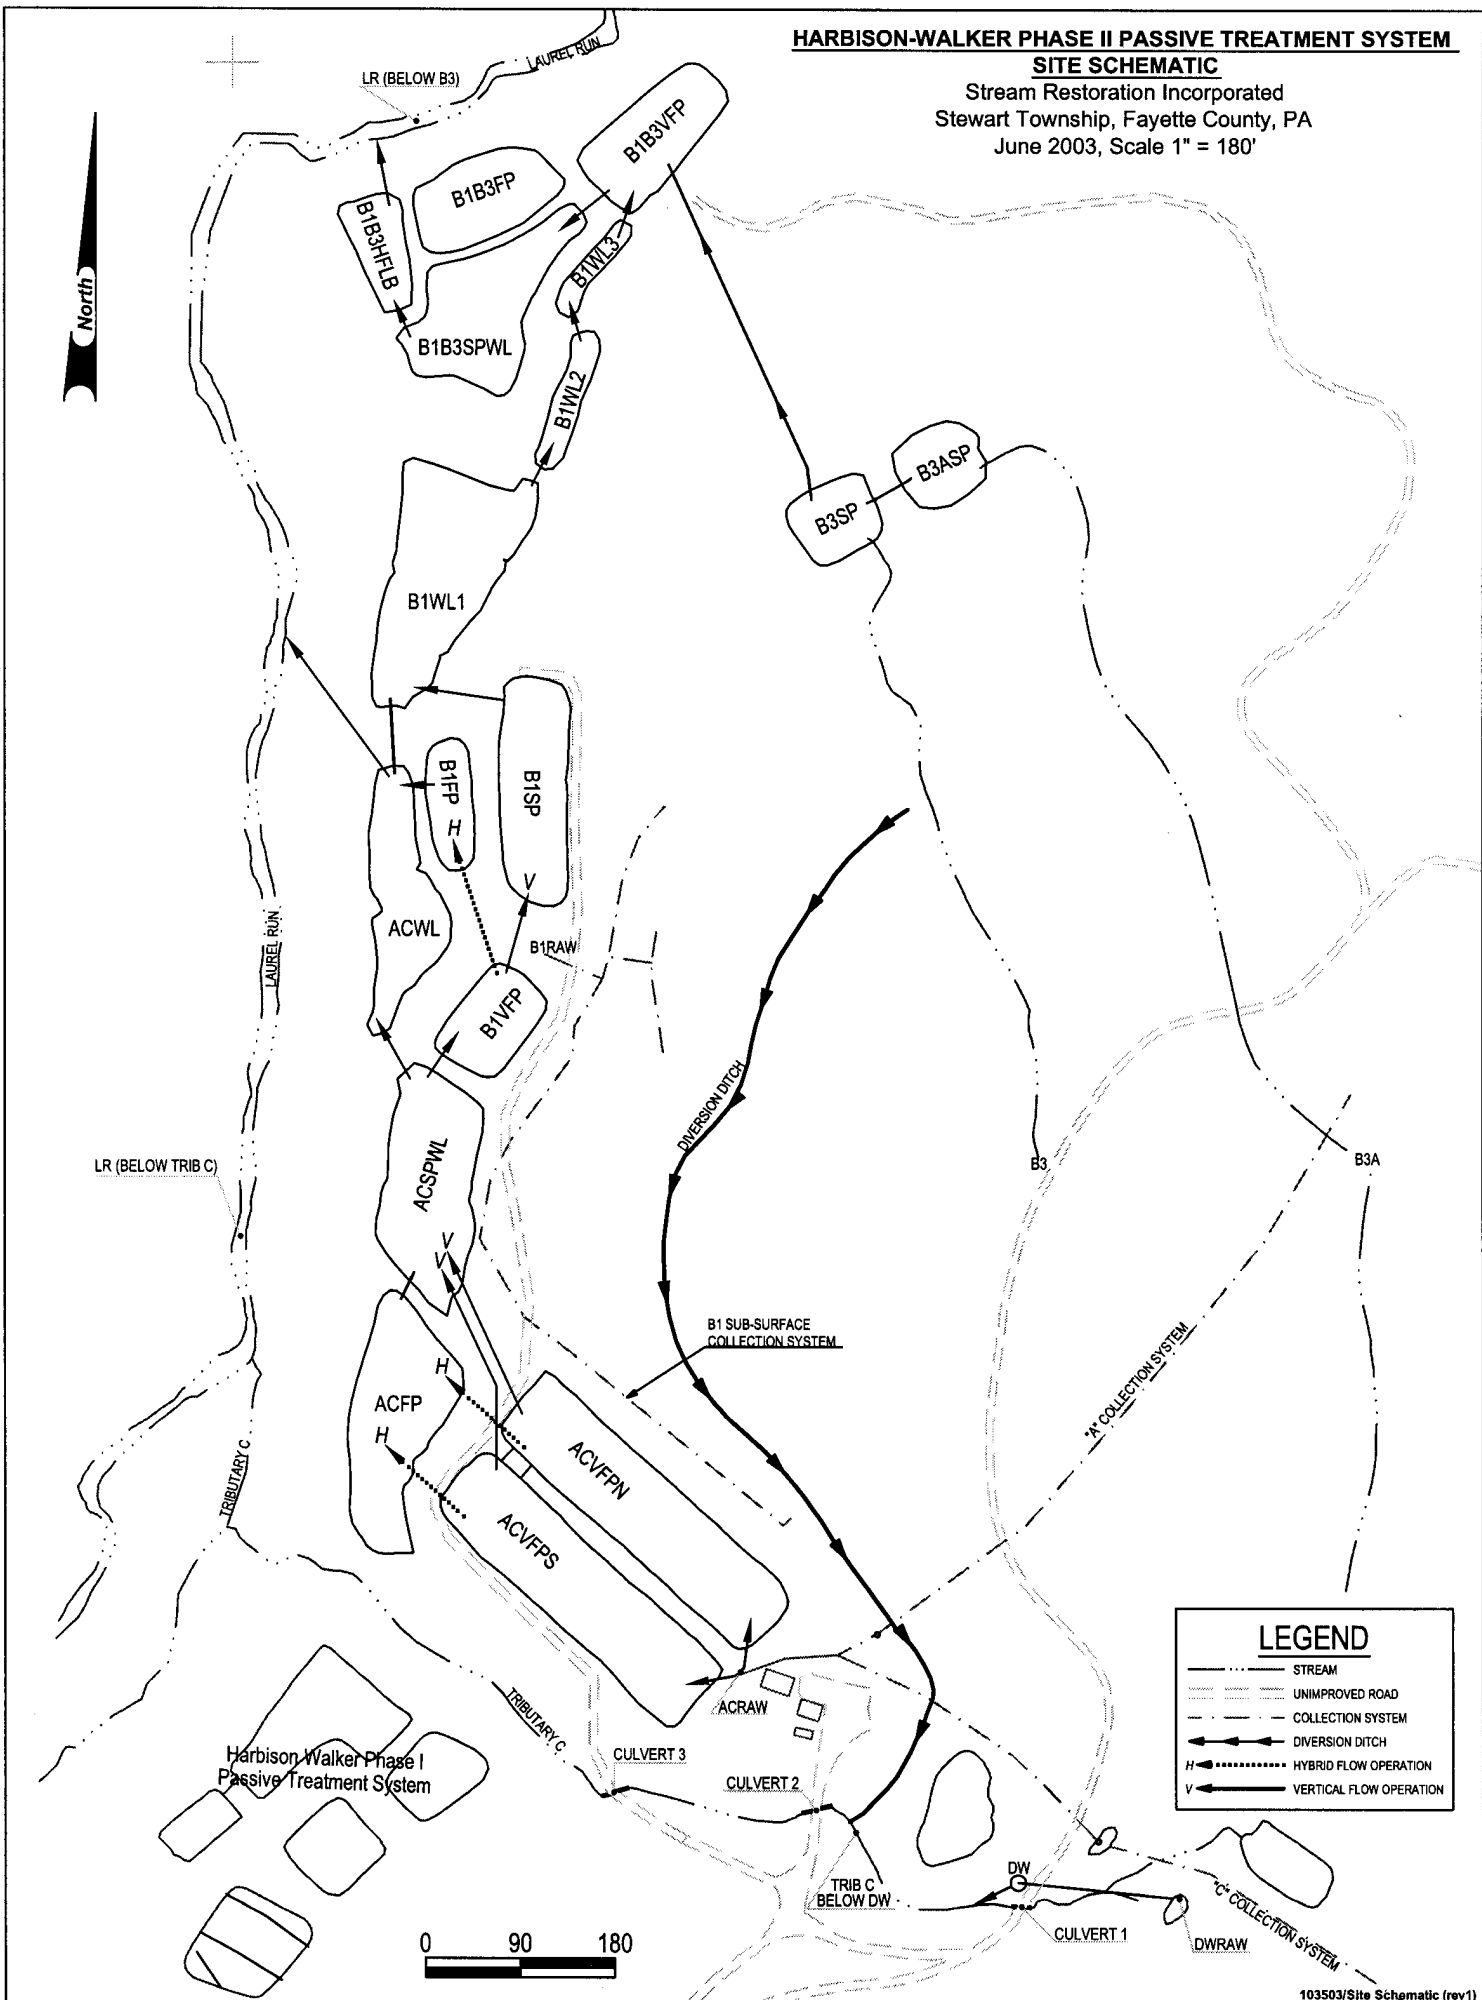 HARBISON-WALKER PHASE II PASSIVE TREATMENT SYSTEM
SITE SCHEMATIC
Stream Restoration Incorporated
Stewart Township, Fayette County, PA
June 2003, Scale 1" = 180'
LAUREL RUN
LR (BELOW B3)
B1B3VFP
B1B3FP
B1B3HFLB
B1WL3
North
B1B3SPWL
B1WL2
B3ASP
B3SP
B1WL1
B1FP
H
B1SP
V
ACWL
LAUREL RUN
B1RAW
B1VFP
DIVERSION DITCH
ACSPWL
LR (BELOW TRIB C)
B3
B3A
V
V
B1 SUB-SURFACE
COLLECTION SYSTEM
"A" COLLECTION SYSTEM
H
ACFP
H
ACVFPN
ACVFPS
TRIBUTARY C
LEGEND
STREAM
UNIMPROVED ROAD
COLLECTION SYSTEM
DIVERSION DITCH
H HYBRID FLOW OPERATION
V VERTICAL FLOW OPERATION
ACRAW
TRIBUTARY C
Harbison Walker Phase I
Passive Treatment System
CULVERT 3
CULVERT 2
DW
TRIB C
BELOW DW
CULVERT 1
DWRAW
"C" COLLECTION SYSTEM
0 90 180
103503/Site Schematic (rev1)